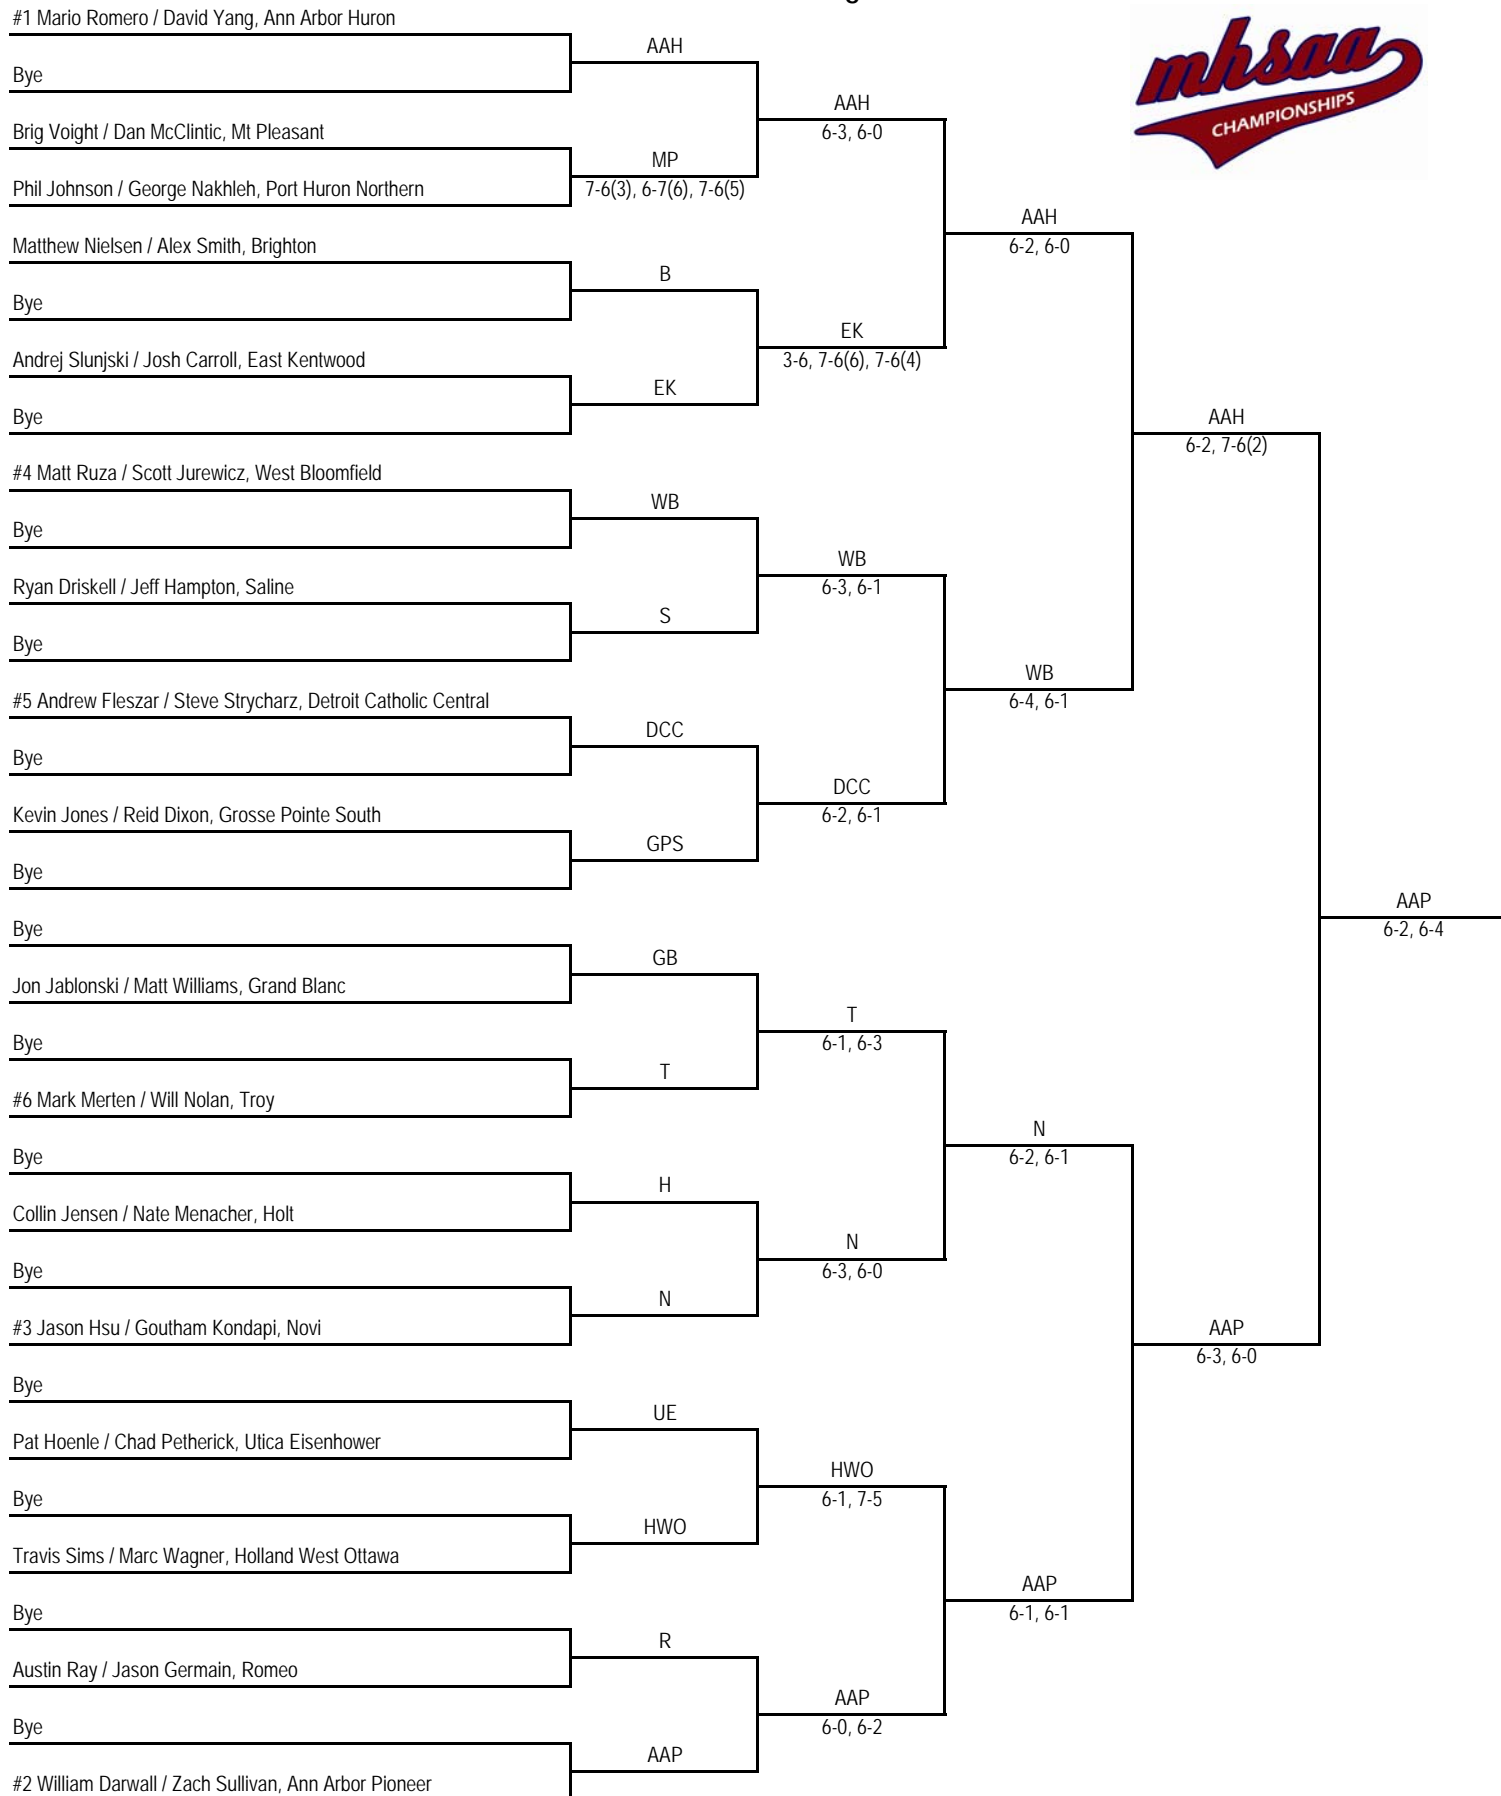 #1 Mario Romero / David Yang, Ann Arbor Huron
Bye
Brig Voight / Dan McClintic, Mt Pleasant
Phil Johnson / George Nakhleh, Port Huron Northern
Matthew Nielsen / Alex Smith, Brighton
Bye
Andrej Slunjski / Josh Carroll, East Kentwood
Bye
#4 Matt Ruza / Scott Jurewicz, West Bloomfield
Bye
Ryan Driskell / Jeff Hampton, Saline
Bye
#5 Andrew Fleszar / Steve Strycharz, Detroit Catholic Central
Bye
Kevin Jones / Reid Dixon, Grosse Pointe South
Bye
Bye
Jon Jablonski / Matt Williams, Grand Blanc
Bye
#6 Mark Merten / Will Nolan, Troy
Bye
Collin Jensen / Nate Menacher, Holt
Bye
#3 Jason Hsu / Goutham Kondapi, Novi
Bye
Pat Hoenle / Chad Petherick, Utica Eisenhower
Bye
Travis Sims / Marc Wagner, Holland West Ottawa
Bye
Austin Ray / Jason Germain, Romeo
Bye
#2 William Darwall / Zach Sullivan, Ann Arbor Pioneer
AAH
MP
7-6(3), 6-7(6), 7-6(5)
B
EK
WB
S
DCC
GPS
GB
T
H
N
UE
HWO
R
AAP
AAH
6-3, 6-0
EK
3-6, 7-6(6), 7-6(4)
WB
6-3, 6-1
DCC
6-2, 6-1
T
6-1, 6-3
N
6-3, 6-0
HWO
6-1, 7-5
AAP
6-0, 6-2
AAH
6-2, 6-0
WB
6-4, 6-1
N
6-2, 6-1
AAP
6-1, 6-1
AAH
6-2, 7-6(2)
AAP
6-3, 6-0
AAP
6-2, 6-4
mhsaa
CHAMPIONSHIPS